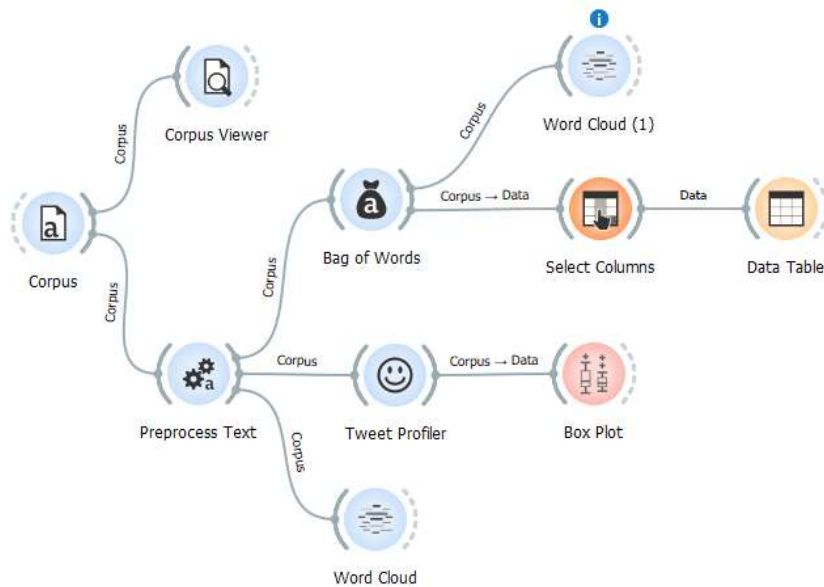 Corpus
Word Cloud (1)
Corpus
Corpus Viewer
Corpus → Data
Data
Corpus
Bag of Words
Select Columns
Data Table
Corpus
Corpus
Corpus
Corpus → Data
Preprocess Text
Tweet Profiler
Box Plot
Corpus
Word Cloud